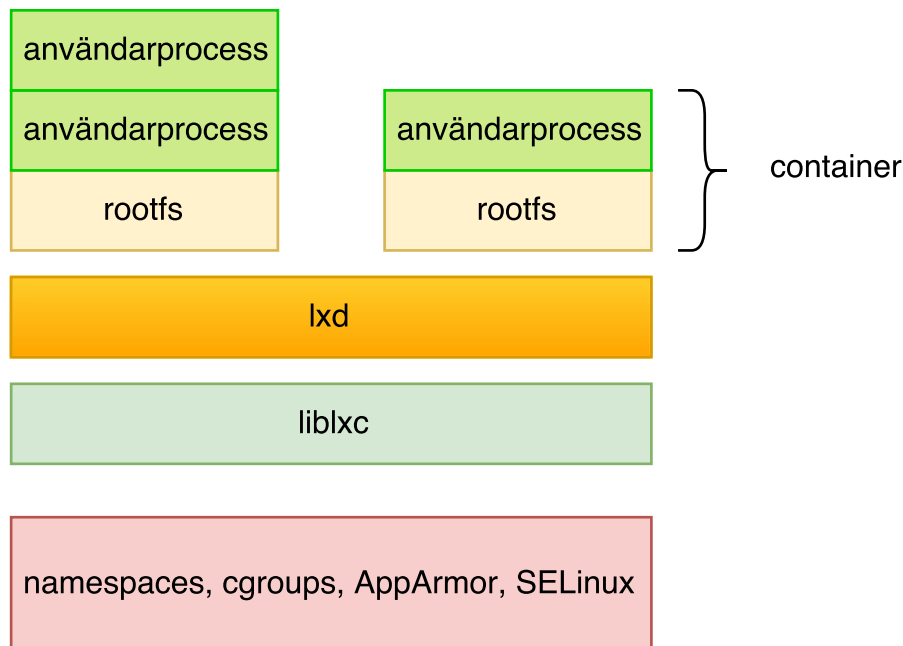 användarprocess
användarprocess
användarprocess
container
rootfs
rootfs
lxd
liblxc
namespaces, cgroups, AppArmor, SELinux